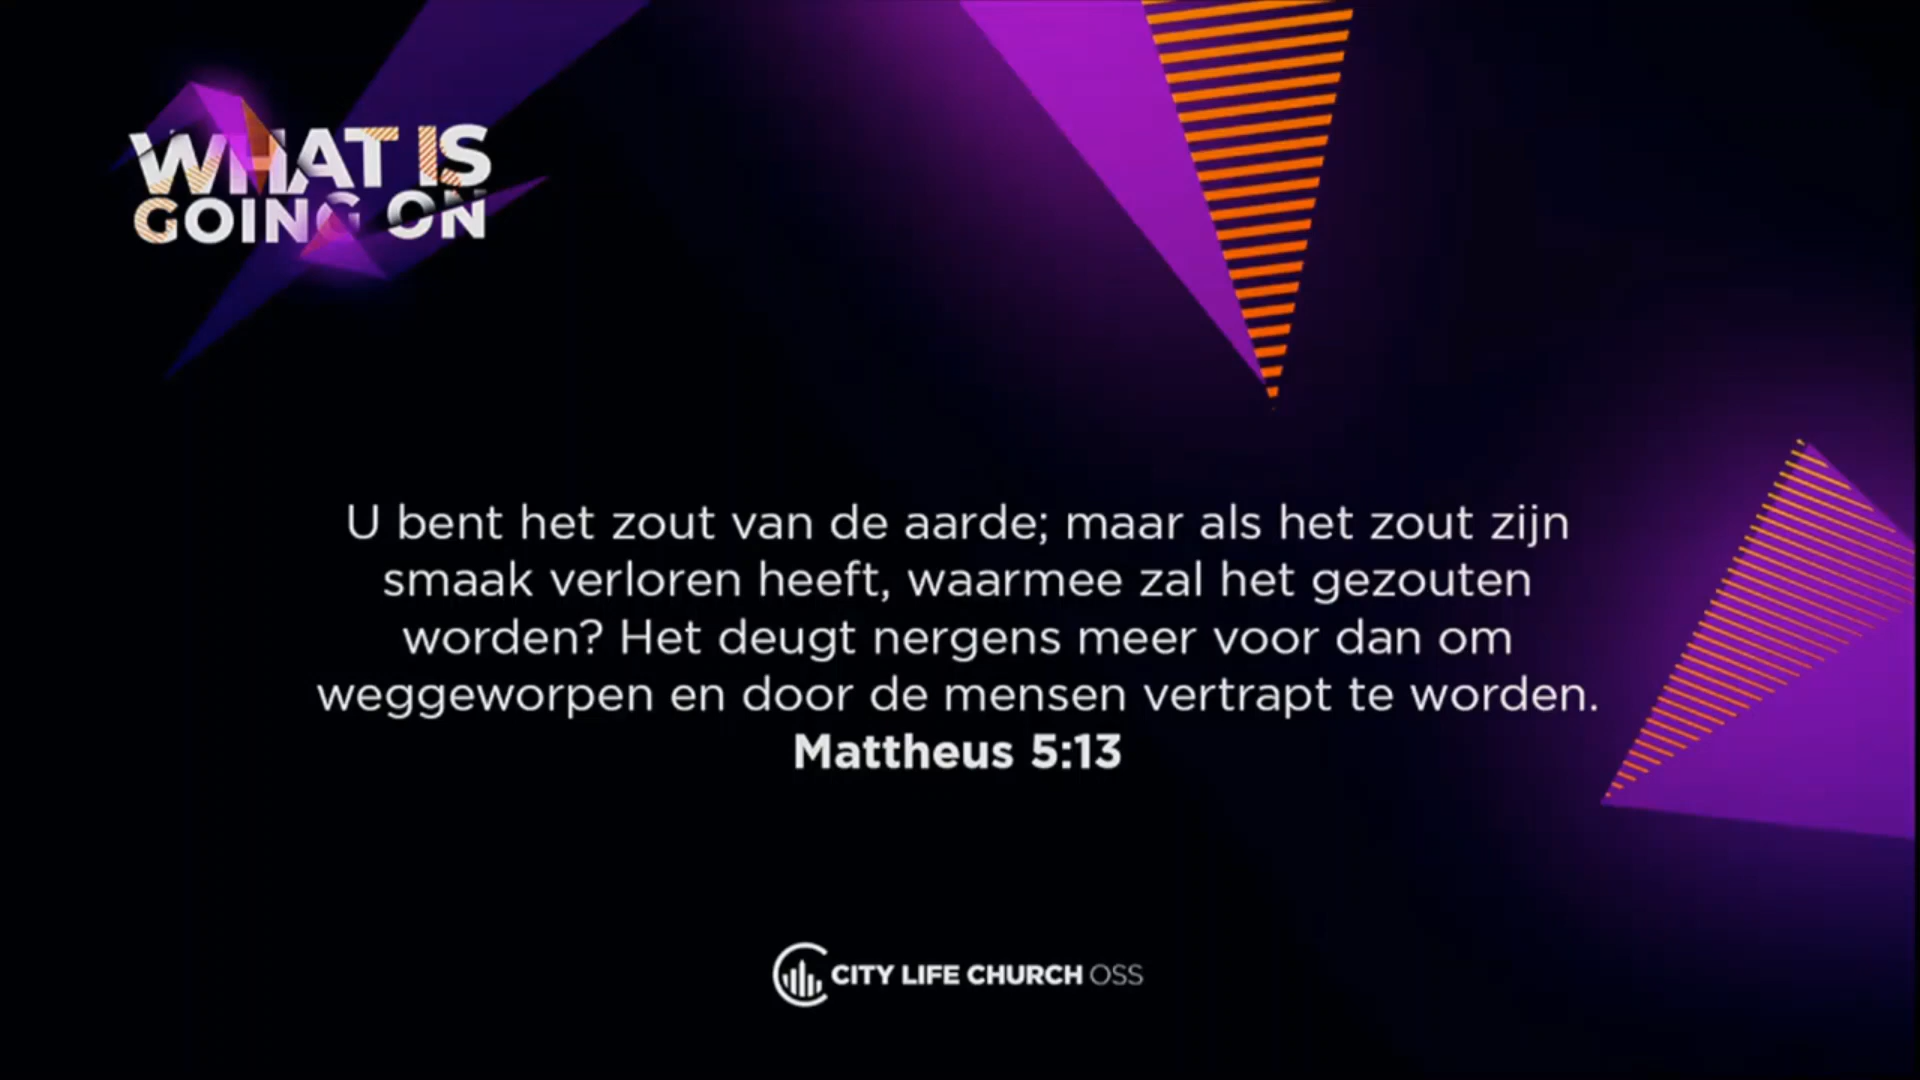 WHAT IS
GOING ON
U bent het zout van de aarde; maar als het zout zijn
smaak verloren heeft, waarmee zal het gezouten
worden? Het deugt nergens meer voor dan om
weggeworpen en door de mensen vertrapt te worden.
Mattheus 5:13
CITY LIFE CHURCH OSS